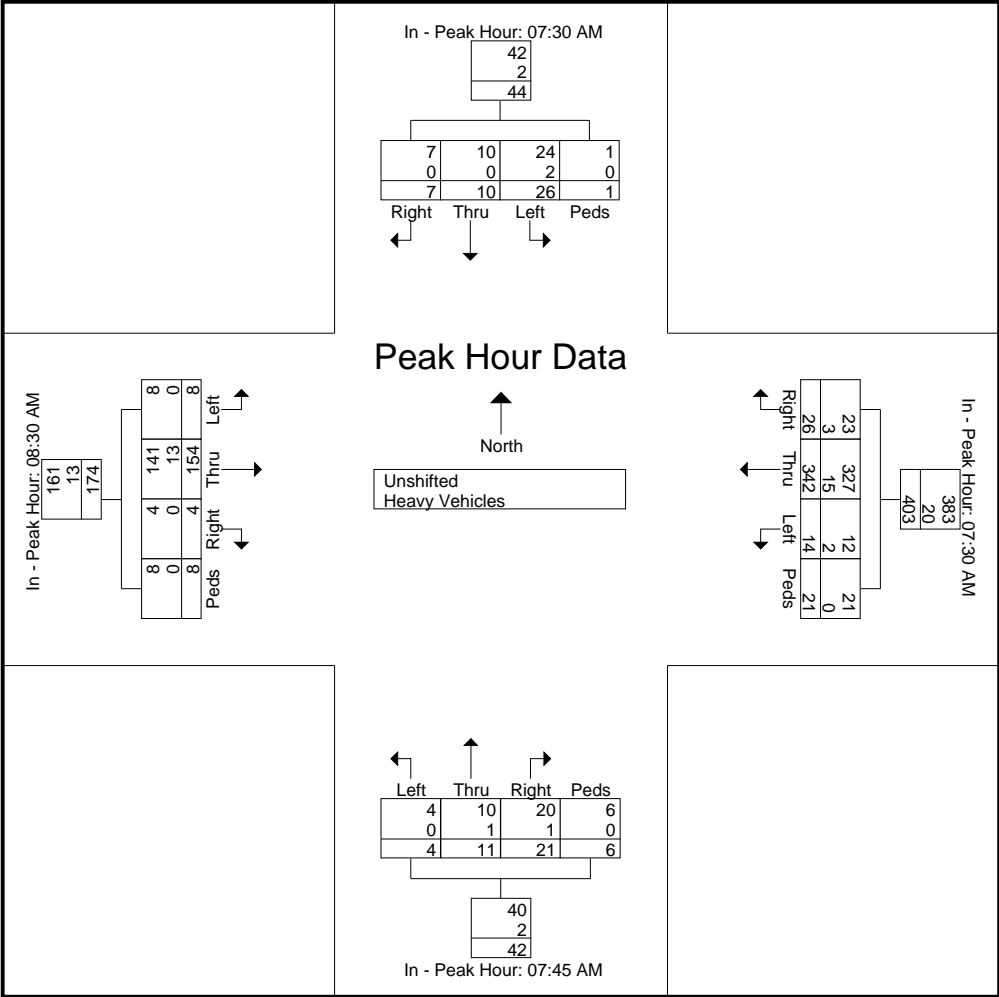 In - Peak Hour: 07:30 AM
42
2
44
7 10 24 1
0 0 2 0
7 10 26 1
Right Thru Left Peds
Peak Hour Data
North
Unshifted
Heavy Vehicles
In - Peak Hour: 08:30 AM
161
13
174
8 0 8 Left
141 13 154 Thru
4 0 4 Right
8 0 8 Peds
Right 26 3 23
Thru 342 15 327
Left 14 2 12
Peds 21 0 21
383
20
403
In - Peak Hour: 07:30 AM
Left Thru Right Peds
4 10 20 6
0 1 1 0
4 11 21 6
40
2
42
In - Peak Hour: 07:45 AM